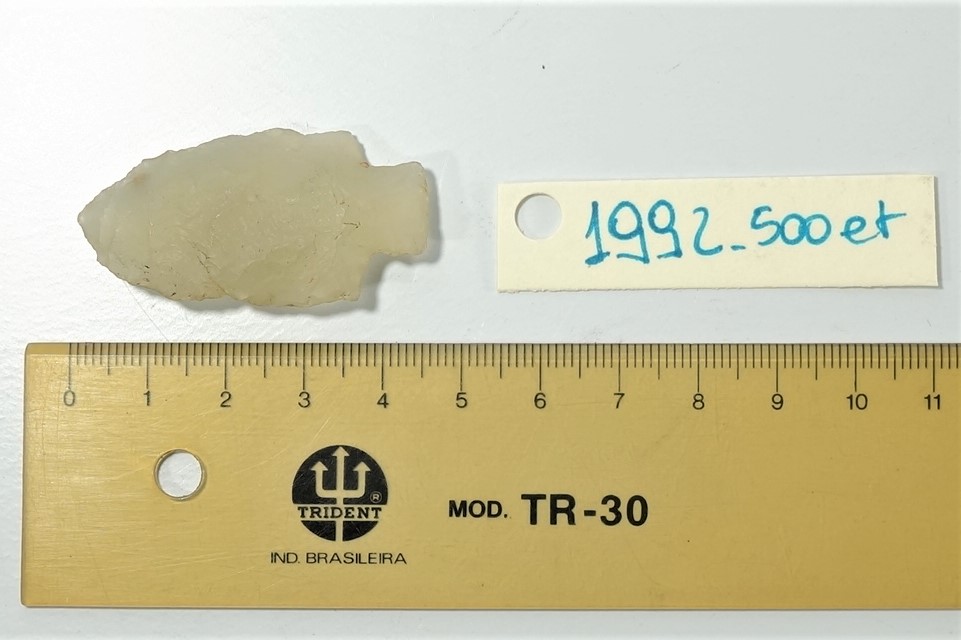 1992-500et
0 1 2 3 4 5 6 7 8 9 10 11
TRIDENT®
IND. BRASILEIRA
MOD. TR-30